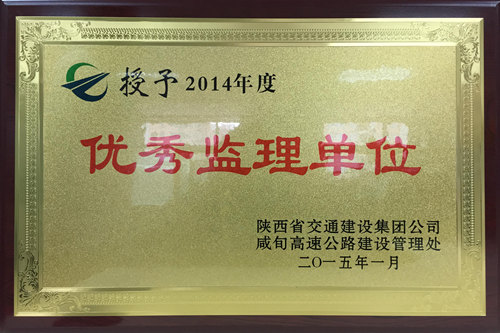 授予2014年度
优秀监理单位
陕西省交通建设集团公司
咸旬高速公路建设管理处
二〇一五年一月